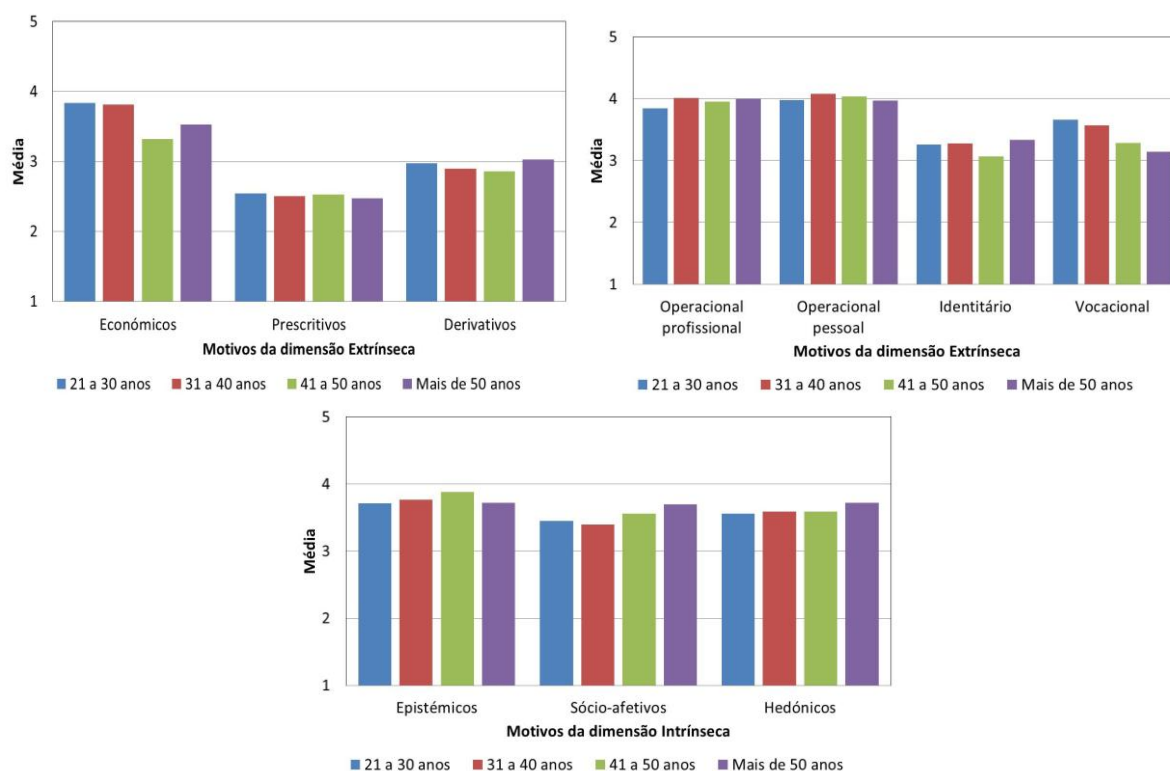 5
4
3
2
1
Média
Económicos Prescritivos Derivativos
Motivos da dimensão Extrínseca
21 a 30 anos 31 a 40 anos 41 a 50 anos Mais de 50 anos
5
4
3
2
1
Média
Operacional Operacional Identitário Vocacional
profissional pessoal
Motivos da dimensão Extrínseca
21 a 30 anos 31 a 40 anos 41 a 50 anos Mais de 50 anos
5
4
3
2
1
Média
Epistémicos Sócio-afetivos Hedónicos
Motivos da dimensão Intrínseca
21 a 30 anos 31 a 40 anos 41 a 50 anos Mais de 50 anos